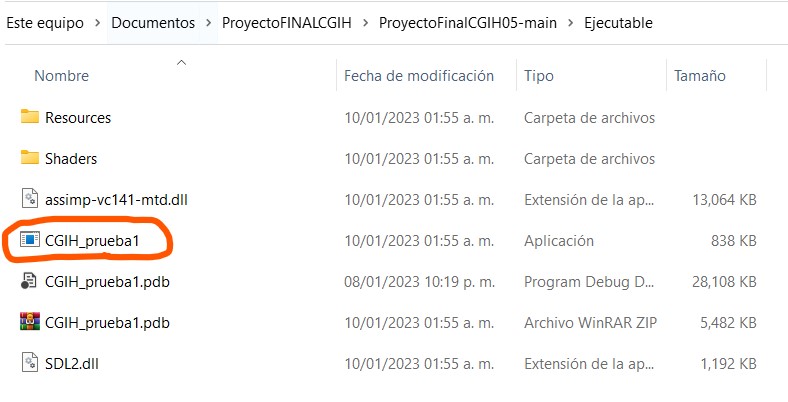 Este equipo > Documentos > ProyectoFINALCGIH > ProyectoFinalCGIH05-main > Ejecutable
Nombre Fecha de modificación Tipo Tamaño
Resources 10/01/2023 01:55 a. m. Carpeta de archivos
Shaders 10/01/2023 01:55 a. m. Carpeta de archivos
assimp-vc141-mtd.dll 10/01/2023 01:55 a. m. Extensión de la ap... 13,064 KB
CGIH_prueba1 10/01/2023 01:55 a. m. Aplicación 838 KB
CGIH_prueba1.pdb 08/01/2023 10:19 p. m. Program Debug D... 28,108 KB
CGIH_prueba1.pdb 10/01/2023 01:55 a. m. Archivo WinRAR ZIP 5,482 KB
SDL2.dll 10/01/2023 01:55 a. m. Extensión de la ap... 1,192 KB